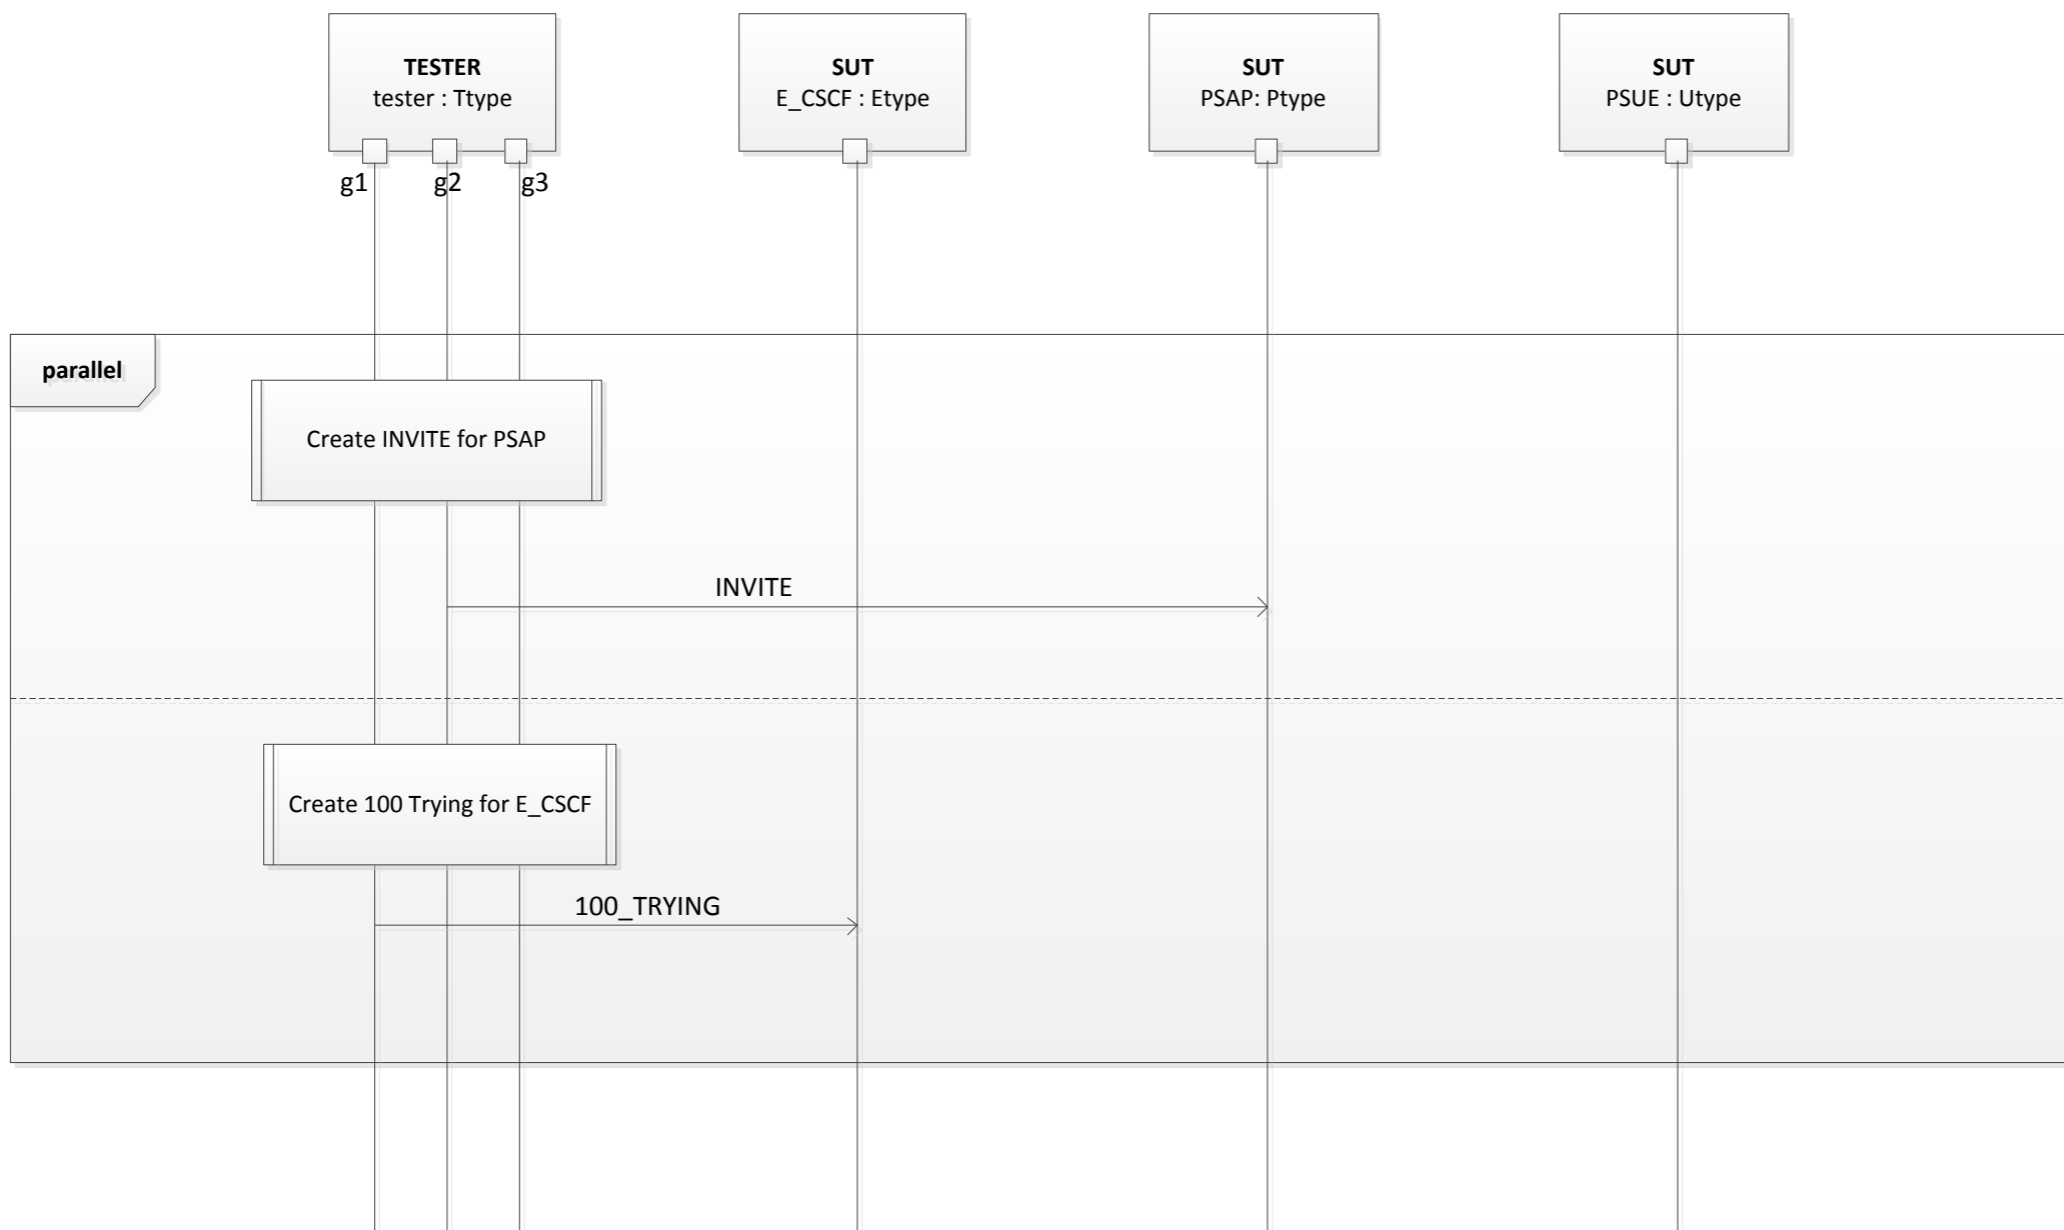 TESTER
tester : Ttype
SUT
E_CSCF : Etype
SUT
PSAP: Ptype
SUT
PSUE : Utype
g1
g2
g3
parallel
Create INVITE for PSAP
INVITE
Create 100 Trying for E_CSCF
100_TRYING